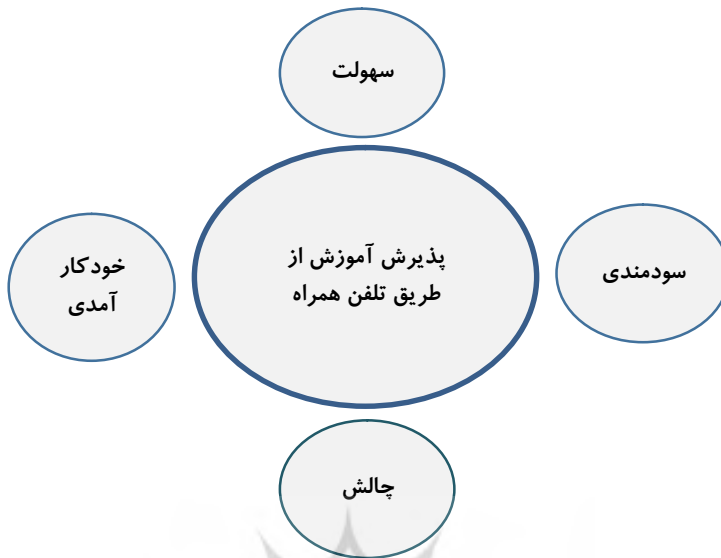 سهولت
پذیرش آموزش از
طریق تلفن همراه
سودمندی
خودکار
آمدی
چالش